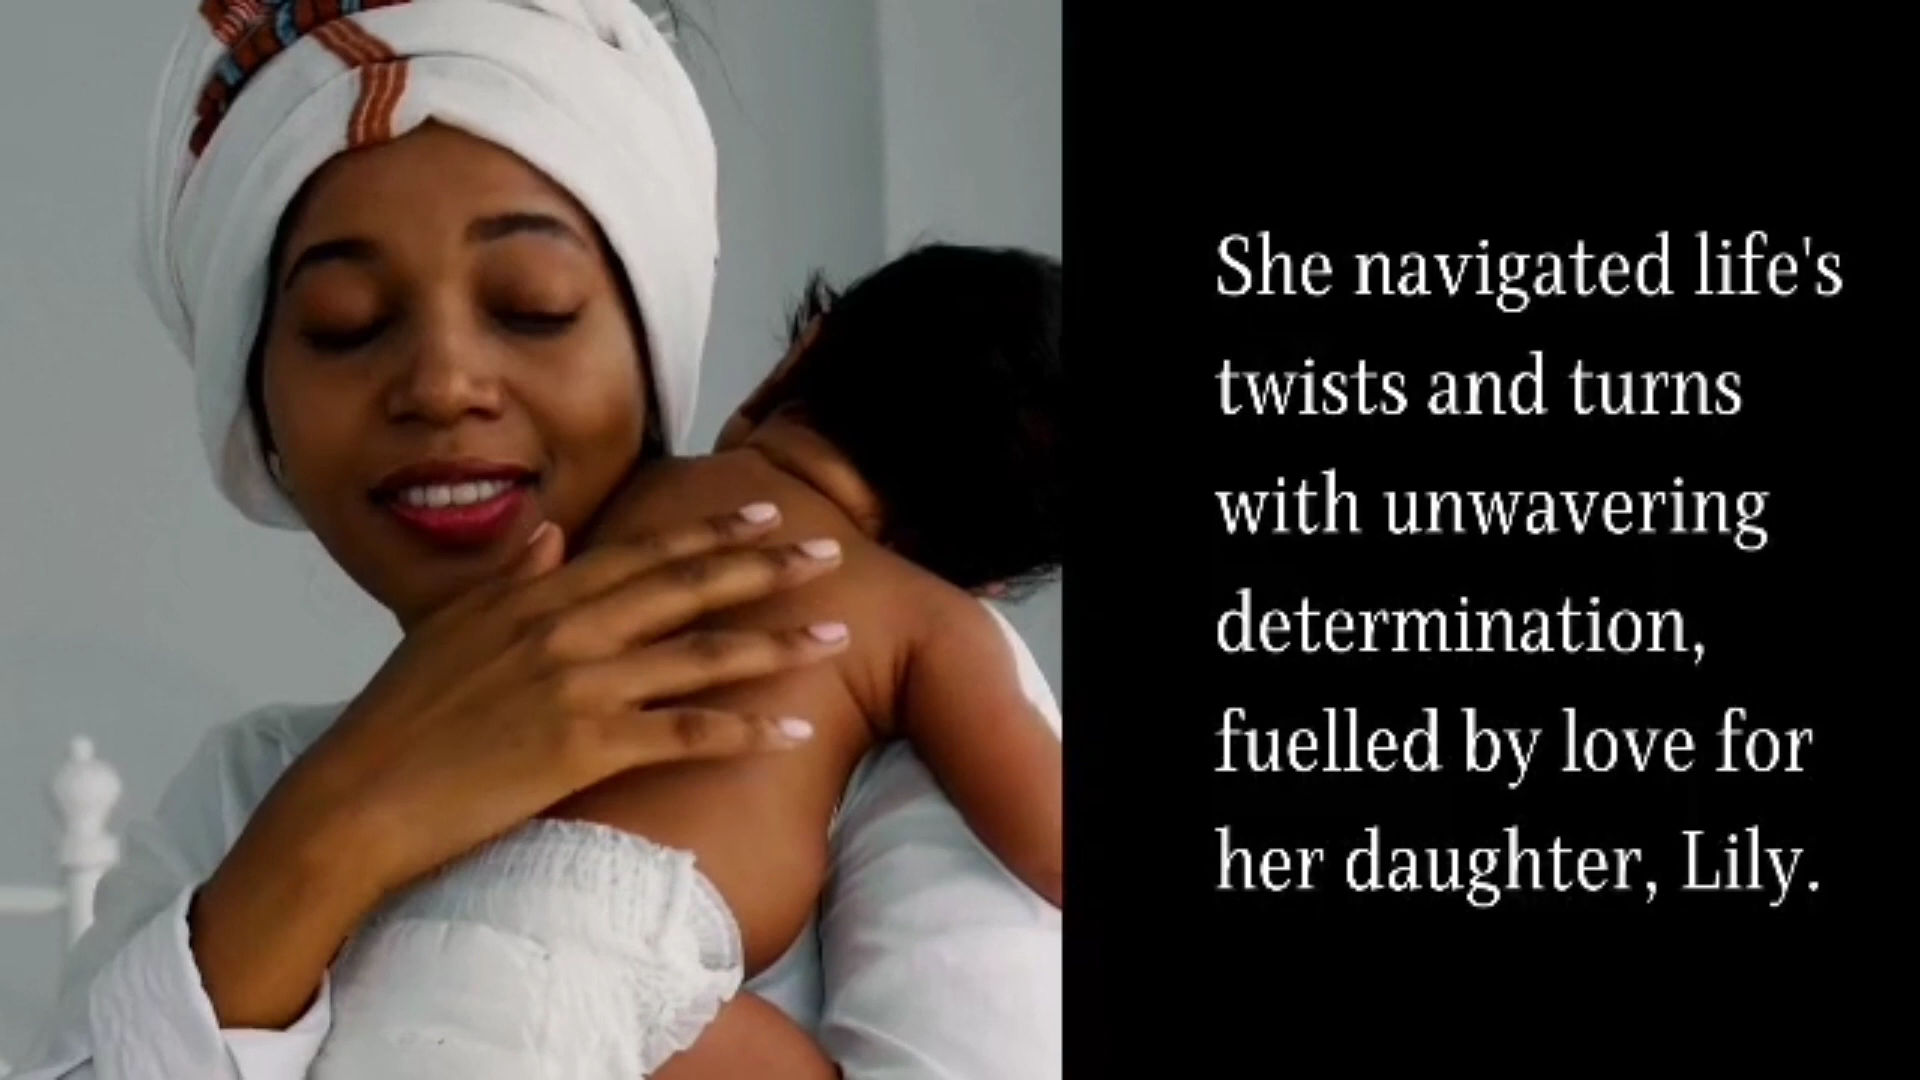 She navigated life's
twists and turns
with unwavering
determination,
fuelled by love for
her daughter, Lily.